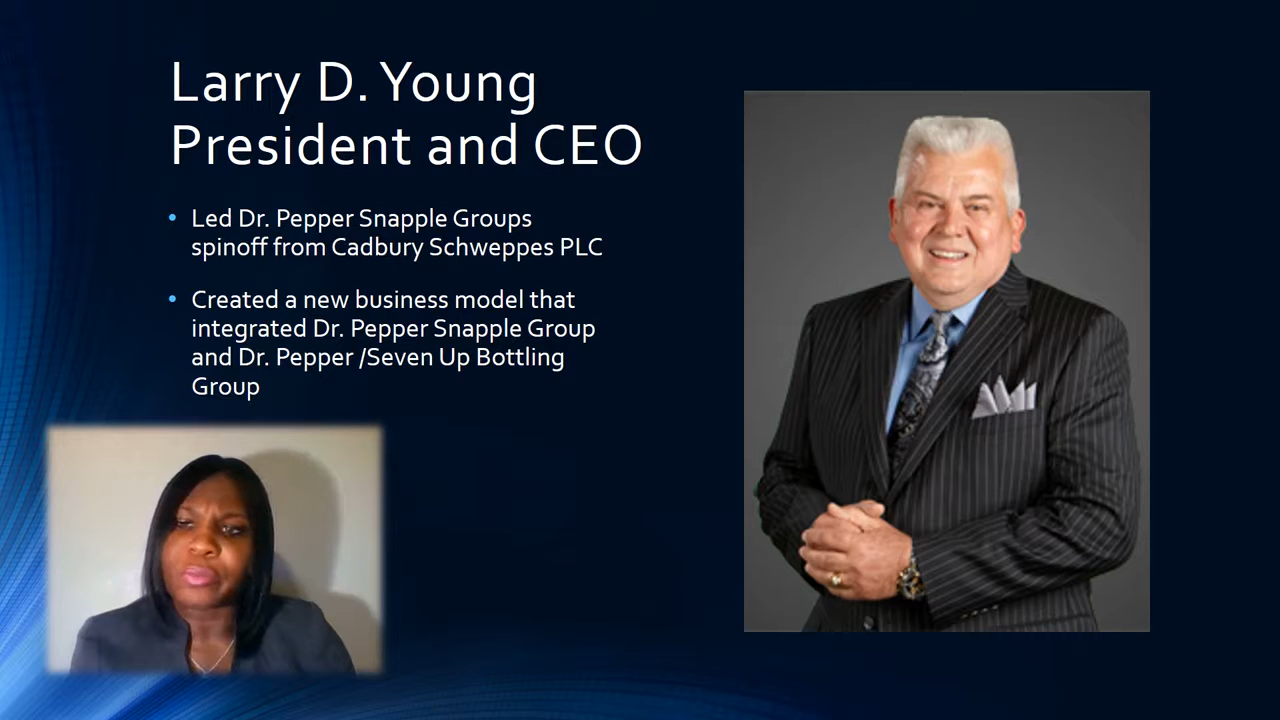 Larry D. Young
President and CEO
• Led Dr. Pepper Snapple Groups
spinoff from Cadbury Schweppes PLC
• Created a new business model that
integrated Dr. Pepper Snapple Group
and Dr. Pepper /Seven Up Bottling
Group